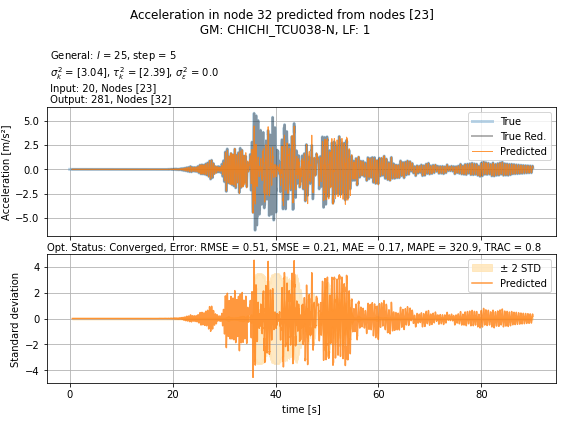 Acceleration in node 32 predicted from nodes [23]
GM: CHICHI_TCU038-N, LF: 1
General: l = 25, step = 5
σ²ₖ = [3.04], τ²ₖ = [2.39], σ²ε = 0.0
Input: 20, Nodes [23]
Output: 281, Nodes [32]
Acceleration [m/s²]
5.0
2.5
0.0
−2.5
−5.0
True
True Red.
Predicted
Opt. Status: Converged, Error: RMSE = 0.51, SMSE = 0.21, MAE = 0.17, MAPE = 320.9, TRAC = 0.8
Standard deviation
4
2
0
−2
−4
± 2 STD
Predicted
0
20
40
60
80
time [s]